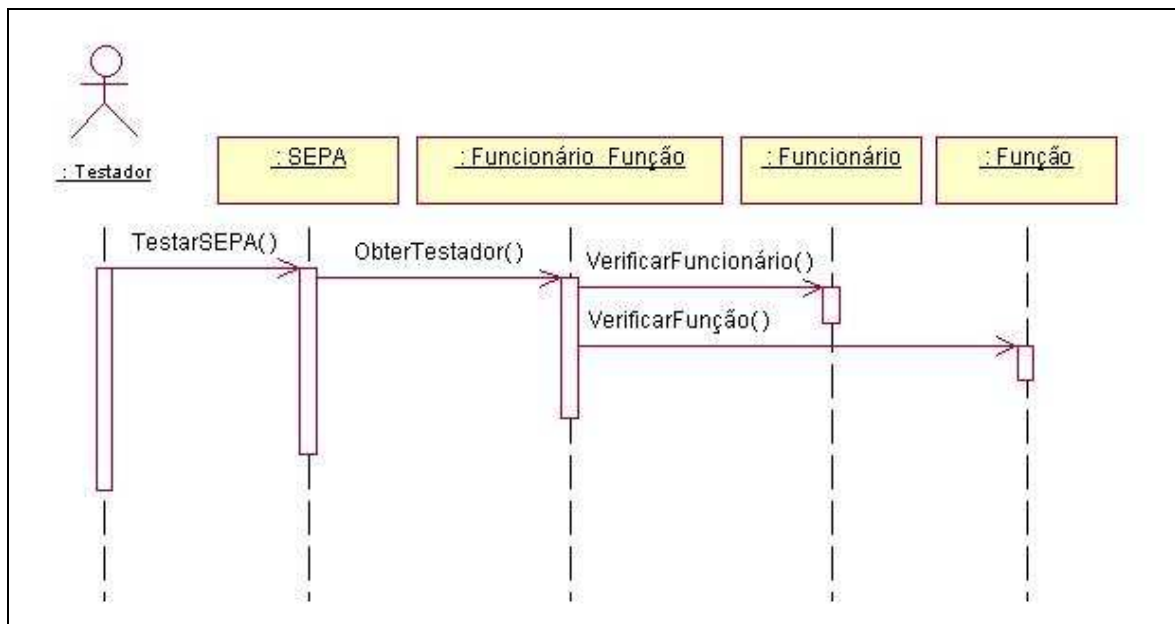 : Testador
: SEPA
: Funcionário_Função
: Funcionário
: Função
TestarSEPA()
ObterTestador()
VerificarFuncionário()
VerificarFunção()